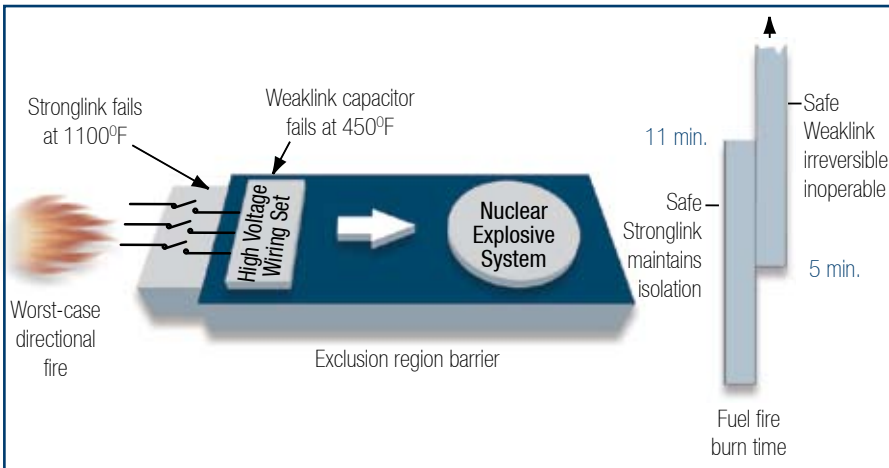 Stronglink fails
at 1100⁰F
Weaklink capacitor
fails at 450⁰F
High Voltage
Wiring Set
Nuclear
Explosive
System
Worst-case
directional
fire
Exclusion region barrier
11 min.
Safe
Stronglink
maintains
isolation
Safe
Weaklink
irreversible
inoperable
5 min.
Fuel fire
burn time